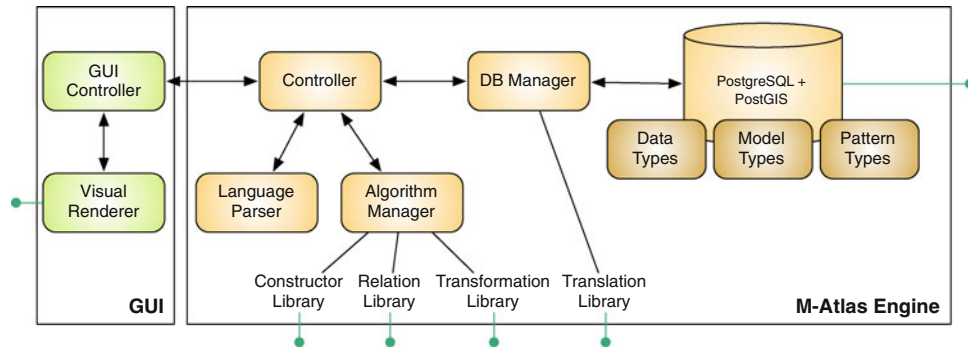 GUI
Controller
Controller
DB Manager
PostgreSQL +
PostGIS
Data
Types
Model
Types
Pattern
Types
Visual
Renderer
Language
Parser
Algorithm
Manager
Constructor
Library
Relation
Library
Transformation
Library
Translation
Library
GUI
M-Atlas Engine